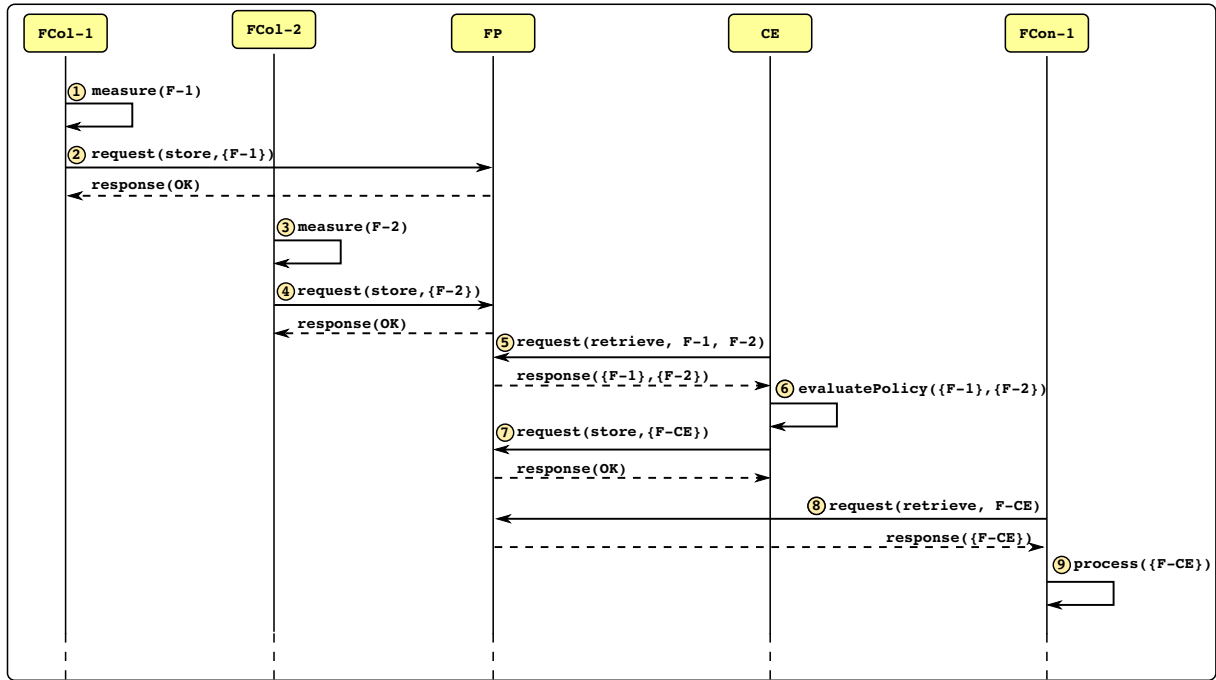 FCol-1
FCol-2
FP
CE
FCon-1
1 measure(F-1)
2 request(store,{F-1})
response(OK)
3 measure(F-2)
4 request(store,{F-2})
response(OK)
5 request(retrieve, F-1, F-2)
response({F-1},{F-2})
6 evaluatePolicy({F-1},{F-2})
7 request(store,{F-CE})
response(OK)
8 request(retrieve, F-CE)
response({F-CE})
9 process({F-CE})